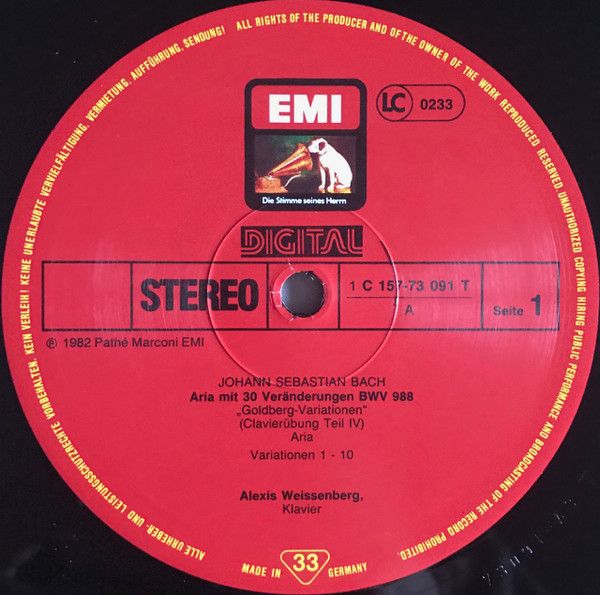 ALLE URHEBER- UND LEISTUNGSSCHUTZRECHTE VORBEHALTEN. KEIN VERLEIH! KEINE UNERLAUBTE VERVIELFÄLTIGUNG, VERMIETUNG, AUFFÜHRUNG, SENDUNG!
ALL RIGHTS OF THE PRODUCER AND OF THE OWNER OF THE WORK REPRODUCED RESERVED. UNAUTHORIZED COPYING HIRING PUBLIC PERFORMANCE AND BROADCASTING OF THE RECORD PROHIBITED.
EMI
LC 0233
Die Stimme seines Herrn
DIGITAL
STEREO
1 C 157-73 091 T
A
Seite 1
℗ 1982 Pathé Marconi EMI
JOHANN SEBASTIAN BACH
Aria mit 30 Veränderungen BWV 988
„Goldberg-Variationen“
(Clavierübung Teil IV)
Aria
Variationen 1 - 10
Alexis Weissenberg,
Klavier
MADE IN 33 GERMANY